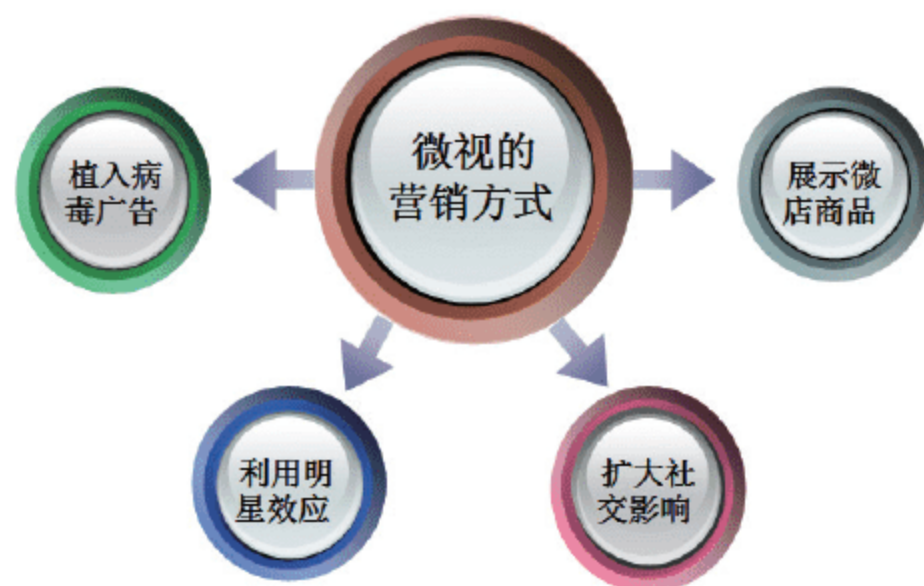 微视的
营销方式
植入病
毒广告
展示微
店商品
利用明
星效应
扩大社
交影响